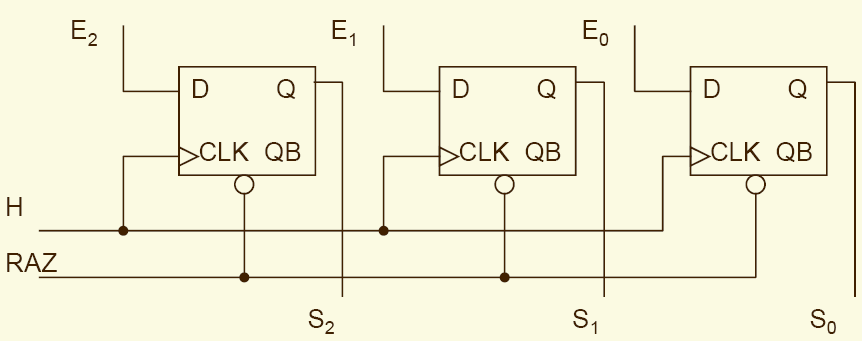 E2 E1 E0
D Q D Q D Q
CLK QB CLK QB CLK QB
H
RAZ
S2 S1 S0